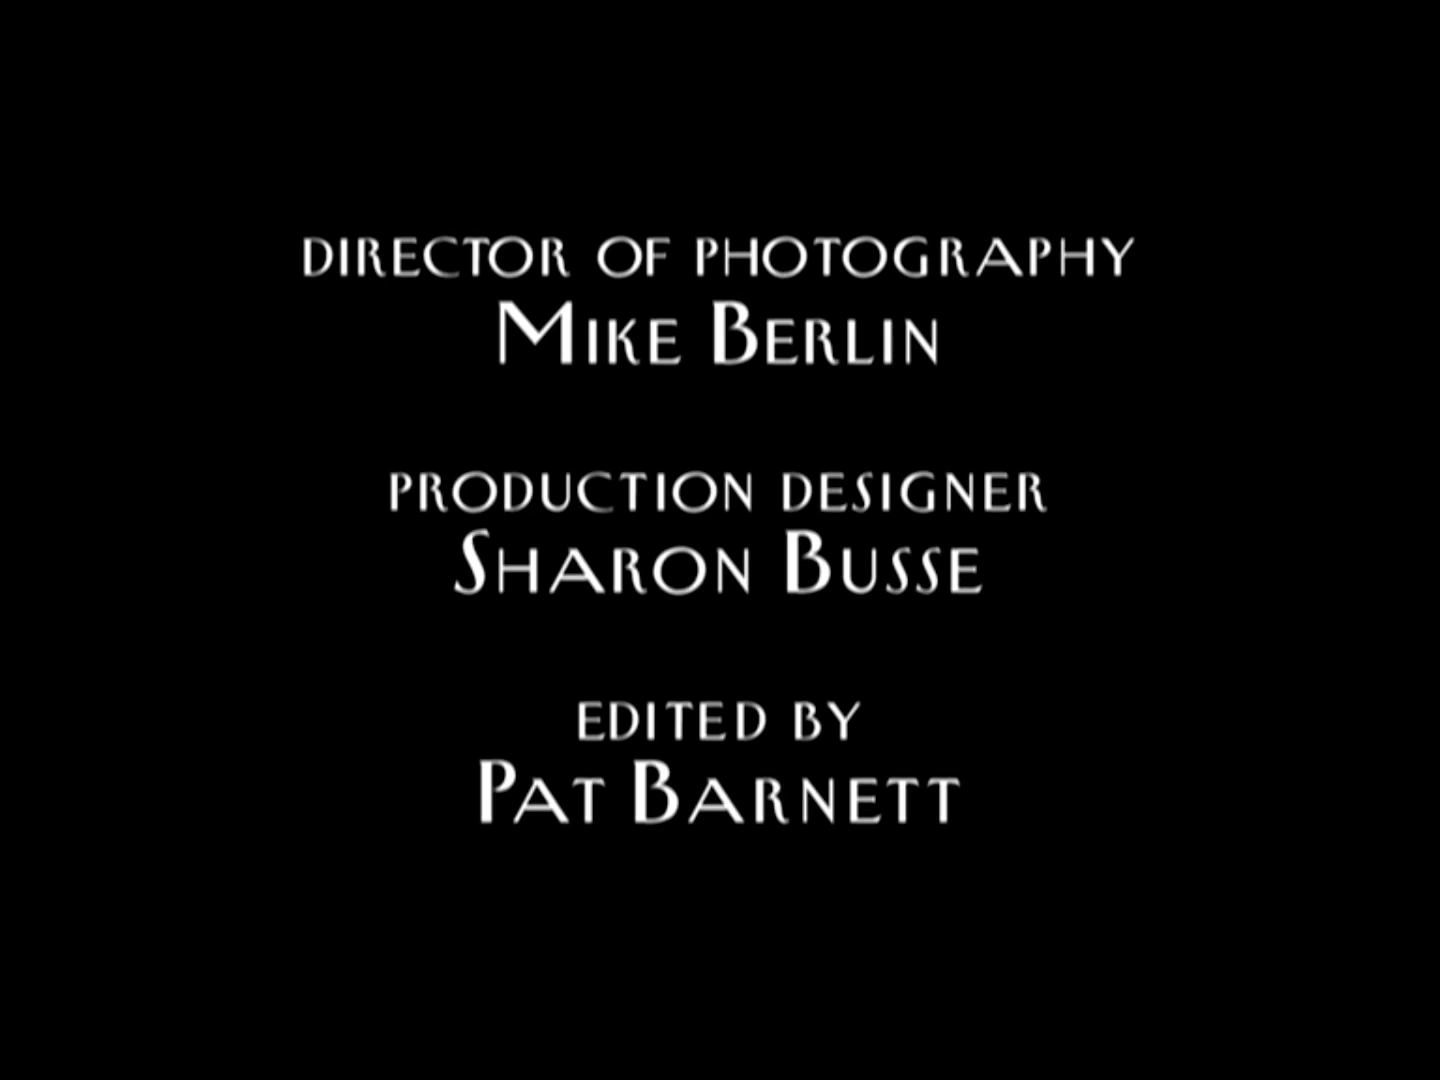 DIRECTOR OF PHOTOGRAPHY
MIKE BERLIN
PRODUCTION DESIGNER
SHARON BUSSE
EDITED BY
PAT BARNETT